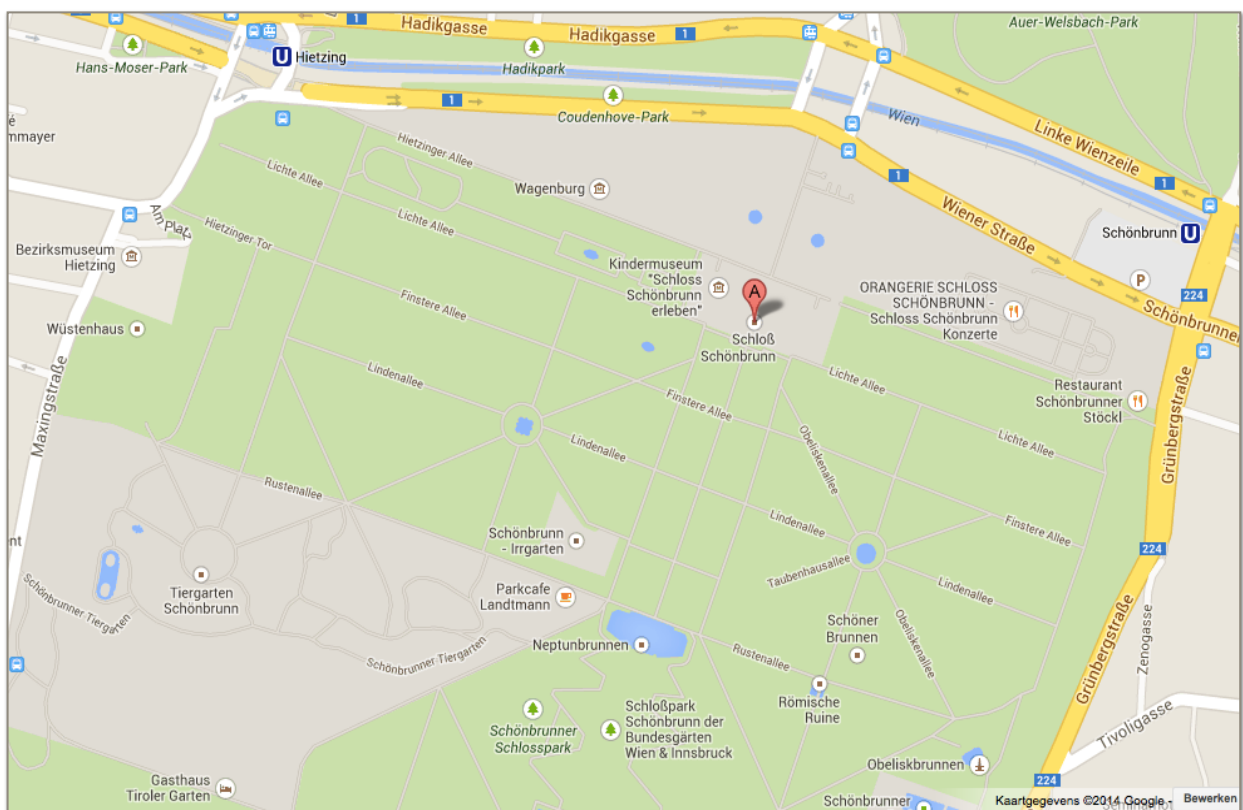 Hadikgasse
1
Hadikgasse
1
Auer-Welsbach-Park
Hans-Moser-Park
U Hietzing
Hadikpark
1
Coudenhove-Park
Wien
Linke Wienzeile
é
mmayer
Hietzinger Allee
Lichte Allee
Wagenburg
1
1
Wiener Straße
Am Platz
Hietzinger Tor
Lichte Allee
Schönbrunn U
Bezirksmuseum
Hietzing
Kindermuseum
"Schloss
Schönbrunn
erleben"
A
P
ORANGERIE SCHLOSS
SCHÖNBRUNN -
Schloss Schönbrunn
Konzerte
224
Schönbrunner
Finstere Allee
Wüstenhaus
Schloß
Schönbrunn
Lindenallee
Lichte Allee
Restaurant
Schönbrunner
Stöckl
Maxingstraße
Finstere Allee
Grünbergstraße
Obeliskenallee
Lichte Allee
Lindenallee
Rustenallee
Lindenallee
Finstere Allee
Schönbrunn
- Irrgarten
224
ent
Taubenhausallee
Lindenallee
Tiergarten
Schönbrunn
Schönbrunner Tiergarten
Parkcafe
Landtmann
Schöner
Brunnen
Obeliskenallee
Zenogasse
Grünbergstraße
Neptunbrunnen
Schönbrunner Tiergarten
Rustenallee
Römische
Ruine
Schönbrunner
Schlosspark
Schloßpark
Schönbrunn der
Bundesgärten
Wien & Innsbruck
Tivoligasse
Obeliskbrunnen
224
Gasthaus
Tiroler Garten
Schönbrunner
Kaartgegevens ©2014 Google -
Bewerken